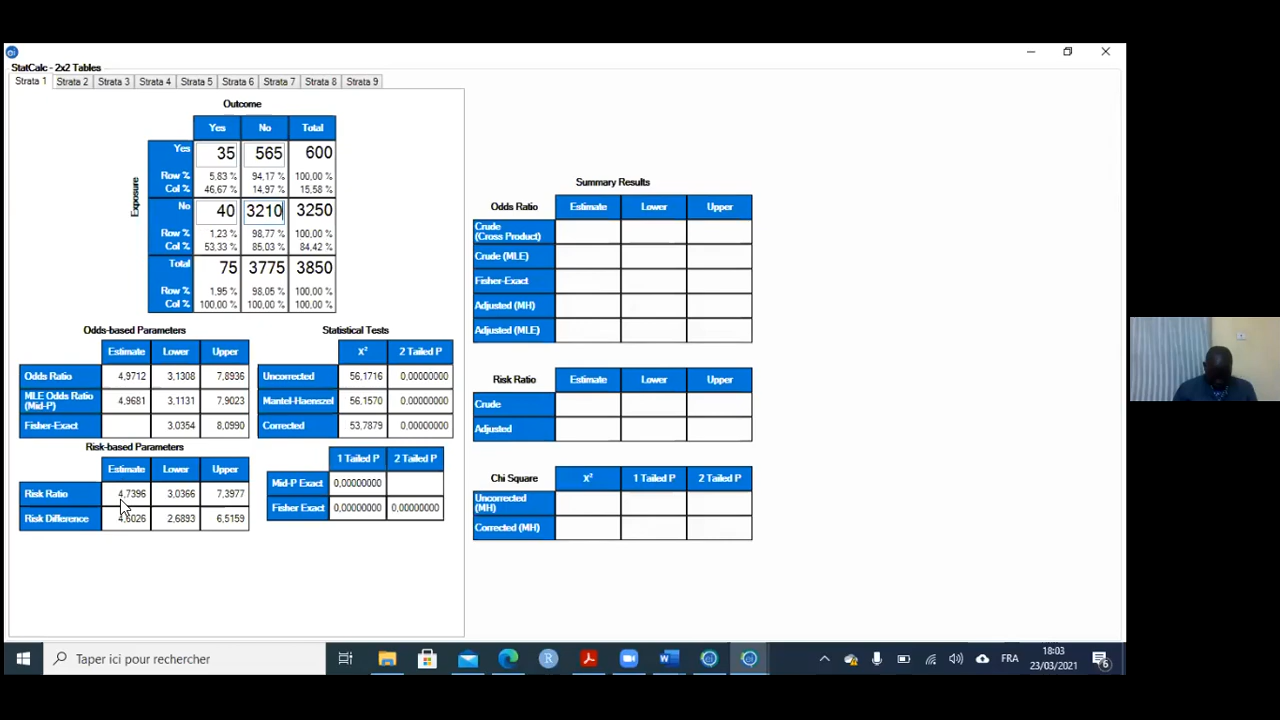 StatCalc - 2x2 Tables
Strata 1 Strata 2 Strata 3 Strata 4 Strata 5 Strata 6 Strata 7 Strata 8 Strata 9
Outcome
Yes No Total
Exposure
Yes 35 565 600
Row % 5,83 % 94,17 % 100,00 %
Col % 46,67 % 14,97 % 15,58 %
No 40 3210 3250
Row % 1,23 % 98,77 % 100,00 %
Col % 53,33 % 85,03 % 84,42 %
Total 75 3775 3850
Row % 1,95 % 98,05 % 100,00 %
Col % 100,00 % 100,00 % 100,00 %
Odds-based Parameters
Estimate Lower Upper
Odds Ratio 4,9712 3,1308 7,8936
MLE Odds Ratio (Mid-P) 4,9681 3,1131 7,9023
Fisher-Exact 3,0354 8,0990
Risk-based Parameters
Estimate Lower Upper
Risk Ratio 4,7396 3,0366 7,3977
Risk Difference 4,6026 2,6893 6,5159
Statistical Tests
X² 2 Tailed P
Uncorrected 56,1716 0,00000000
Mantel-Haenszel 56,1570 0,00000000
Corrected 53,7879 0,00000000
1 Tailed P 2 Tailed P
Mid-P Exact 0,00000000
Fisher Exact 0,00000000 0,00000000
Summary Results
Odds Ratio Estimate Lower Upper
Crude (Cross Product)
Crude (MLE)
Fisher-Exact
Adjusted (MH)
Adjusted (MLE)
Risk Ratio Estimate Lower Upper
Crude
Adjusted
Chi Square X² 1 Tailed P 2 Tailed P
Uncorrected (MH)
Corrected (MH)
Taper ici pour rechercher
FRA
18:03
23/03/2021
6